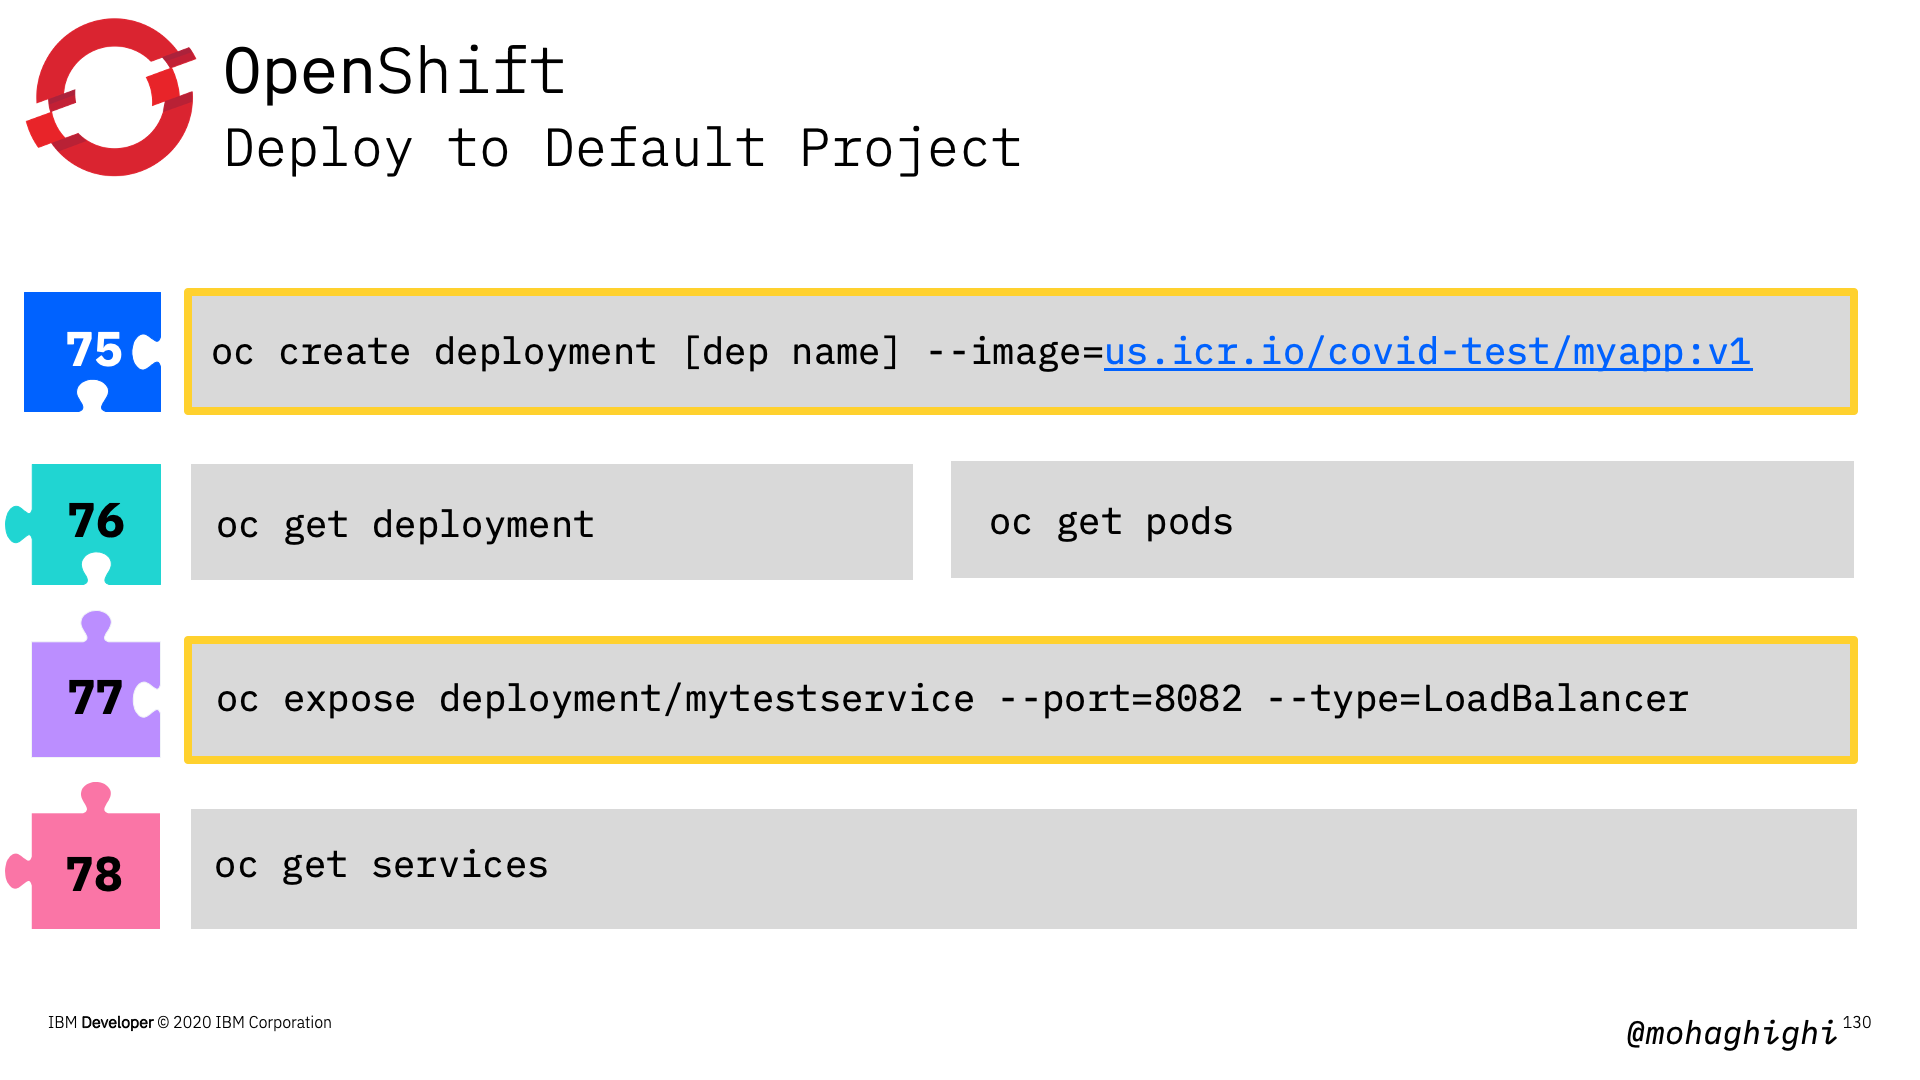 OpenShift
Deploy to Default Project
75
oc create deployment [dep name] --image=us.icr.io/covid-test/myapp:v1
76
oc get deployment
oc get pods
77
oc expose deployment/mytestservice --port=8082 --type=LoadBalancer
78
oc get services
IBM Developer © 2020 IBM Corporation
@mohaghighi
130